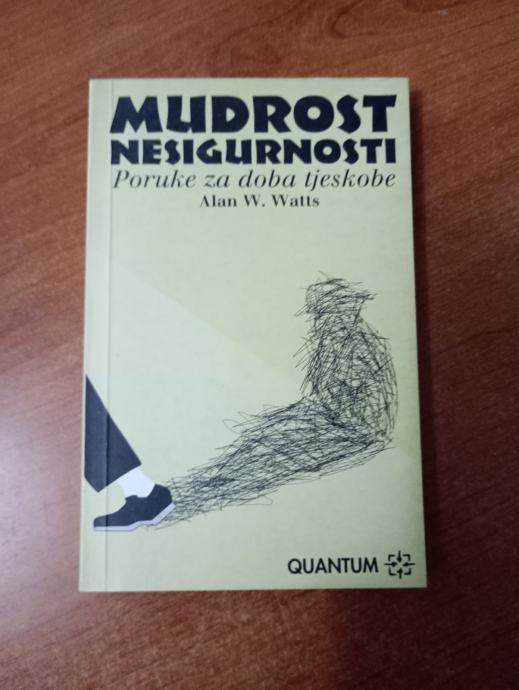 MUDROST
NESIGURNOSTI
Poruke za doba tjeskobe
Alan W. Watts
QUANTUM